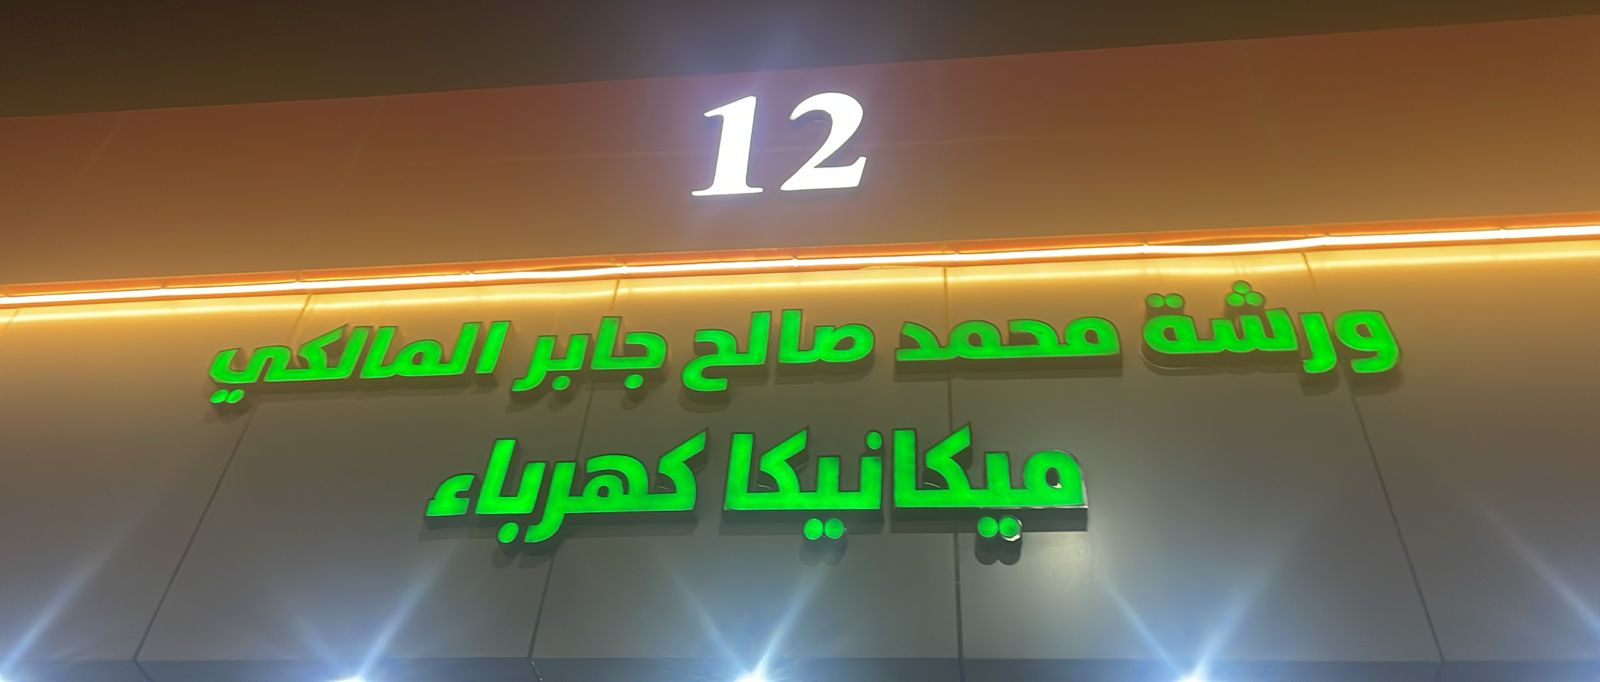 12
ورشة محمد صالح جابر المالكي
ميكانيكا كهرباء